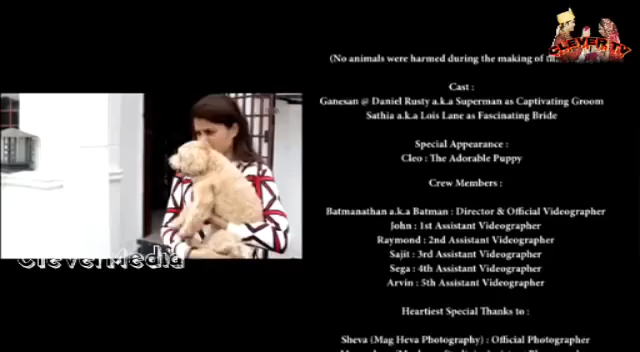 CLEVER TV
(No animals were harmed during the making of
Cast :
Ganesan @ Daniel Rusty a.k.a Superman as Captivating Groom
Sathia a.k.a Lois Lane as Fascinating Bride
Special Appearance :
Cleo : The Adorable Puppy
Crew Members :
Batmanathan a.k.a Batman : Director & Official Videographer
John : 1st Assistant Videographer
Raymond : 2nd Assistant Videographer
Sajit : 3rd Assistant Videographer
Sega : 4th Assistant Videographer
Arvin : 5th Assistant Videographer
CleverMedia
Heartiest Special Thanks to :
Sheva (Mag Heva Photography) : Official Photographer